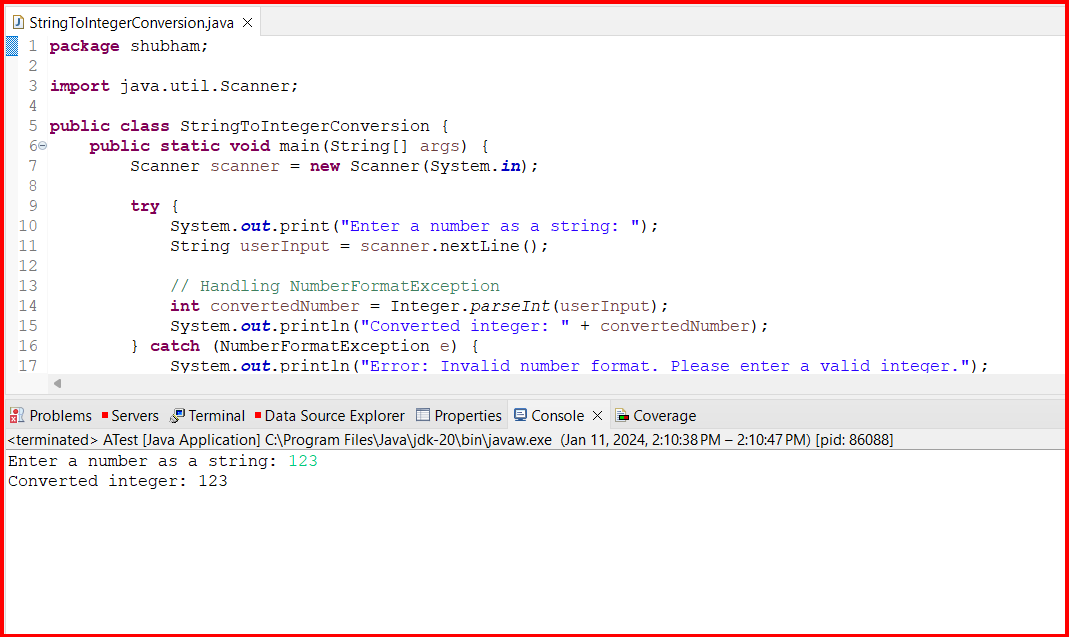 StringToIntegerConversion.java
1 package shubham;
2
3 import java.util.Scanner;
4
5 public class StringToIntegerConversion {
6 public static void main(String[] args) {
7 Scanner scanner = new Scanner(System.in);
8
9 try {
10 System.out.print("Enter a number as a string: ");
11 String userInput = scanner.nextLine();
12
13 // Handling NumberFormatException
14 int convertedNumber = Integer.parseInt(userInput);
15 System.out.println("Converted integer: " + convertedNumber);
16 } catch (NumberFormatException e) {
17 System.out.println("Error: Invalid number format. Please enter a valid integer.");
Problems Servers Terminal Data Source Explorer Properties Console Coverage
<terminated> ATest [Java Application] C:\Program Files\Java\jdk-20\bin\javaw.exe (Jan 11, 2024, 2:10:38 PM – 2:10:47 PM) [pid: 86088]
Enter a number as a string: 123
Converted integer: 123